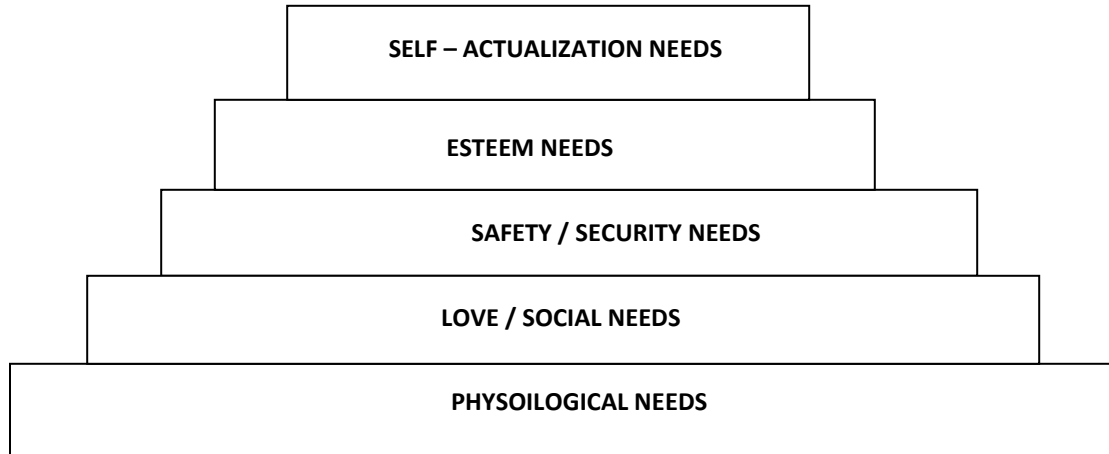 SELF – ACTUALIZATION NEEDS
ESTEEM NEEDS
SAFETY / SECURITY NEEDS
LOVE / SOCIAL NEEDS
PHYSOILOGICAL NEEDS